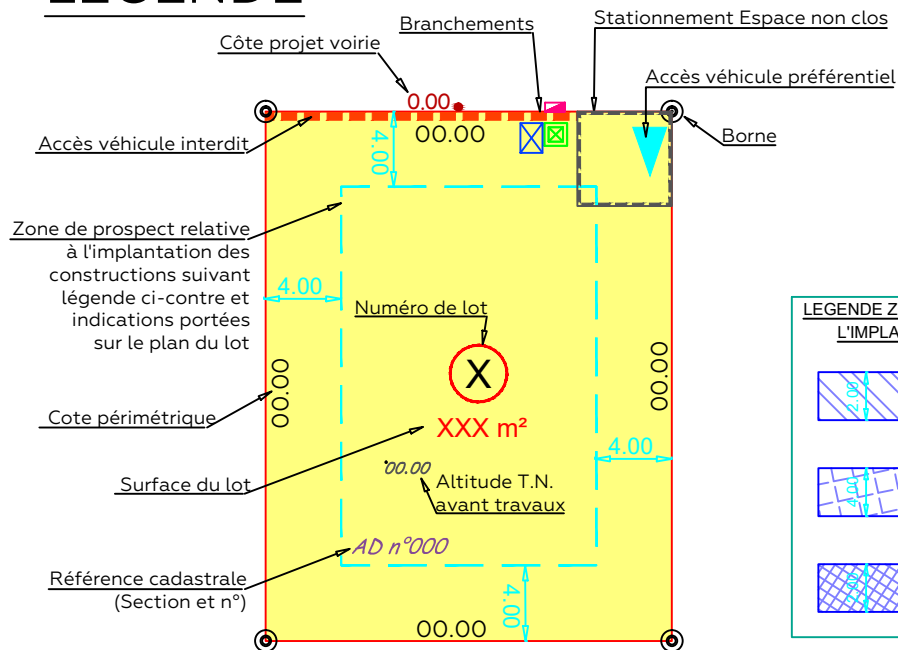 LEGENDE
Branchements
Stationnement Espace non clos
Côte projet voirie
Accès véhicule préférentiel
0.00
00.00
Accès véhicule interdit
4.00
Borne
Zone de prospect relative
à l'implantation des
constructions suivant
légende ci-contre et
indications portées
sur le plan du lot
4.00
Numéro de lot
LEGENDE Z
L'IMPLA
X
00.00
00.00
2.00
Cote périmétrique
XXX m²
4.00
00.00
Altitude T.N.
avant travaux
Surface du lot
4.00
AD n°000
Référence cadastrale
(Section et n°)
4.00
00.00